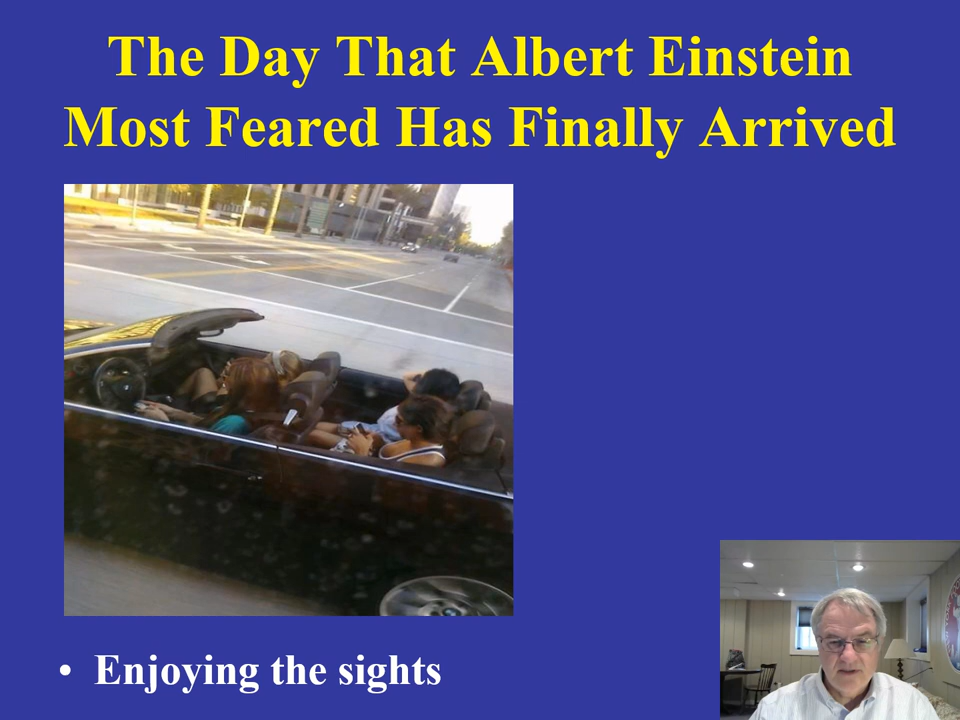 The Day That Albert Einstein
Most Feared Has Finally Arrived
• Enjoying the sights